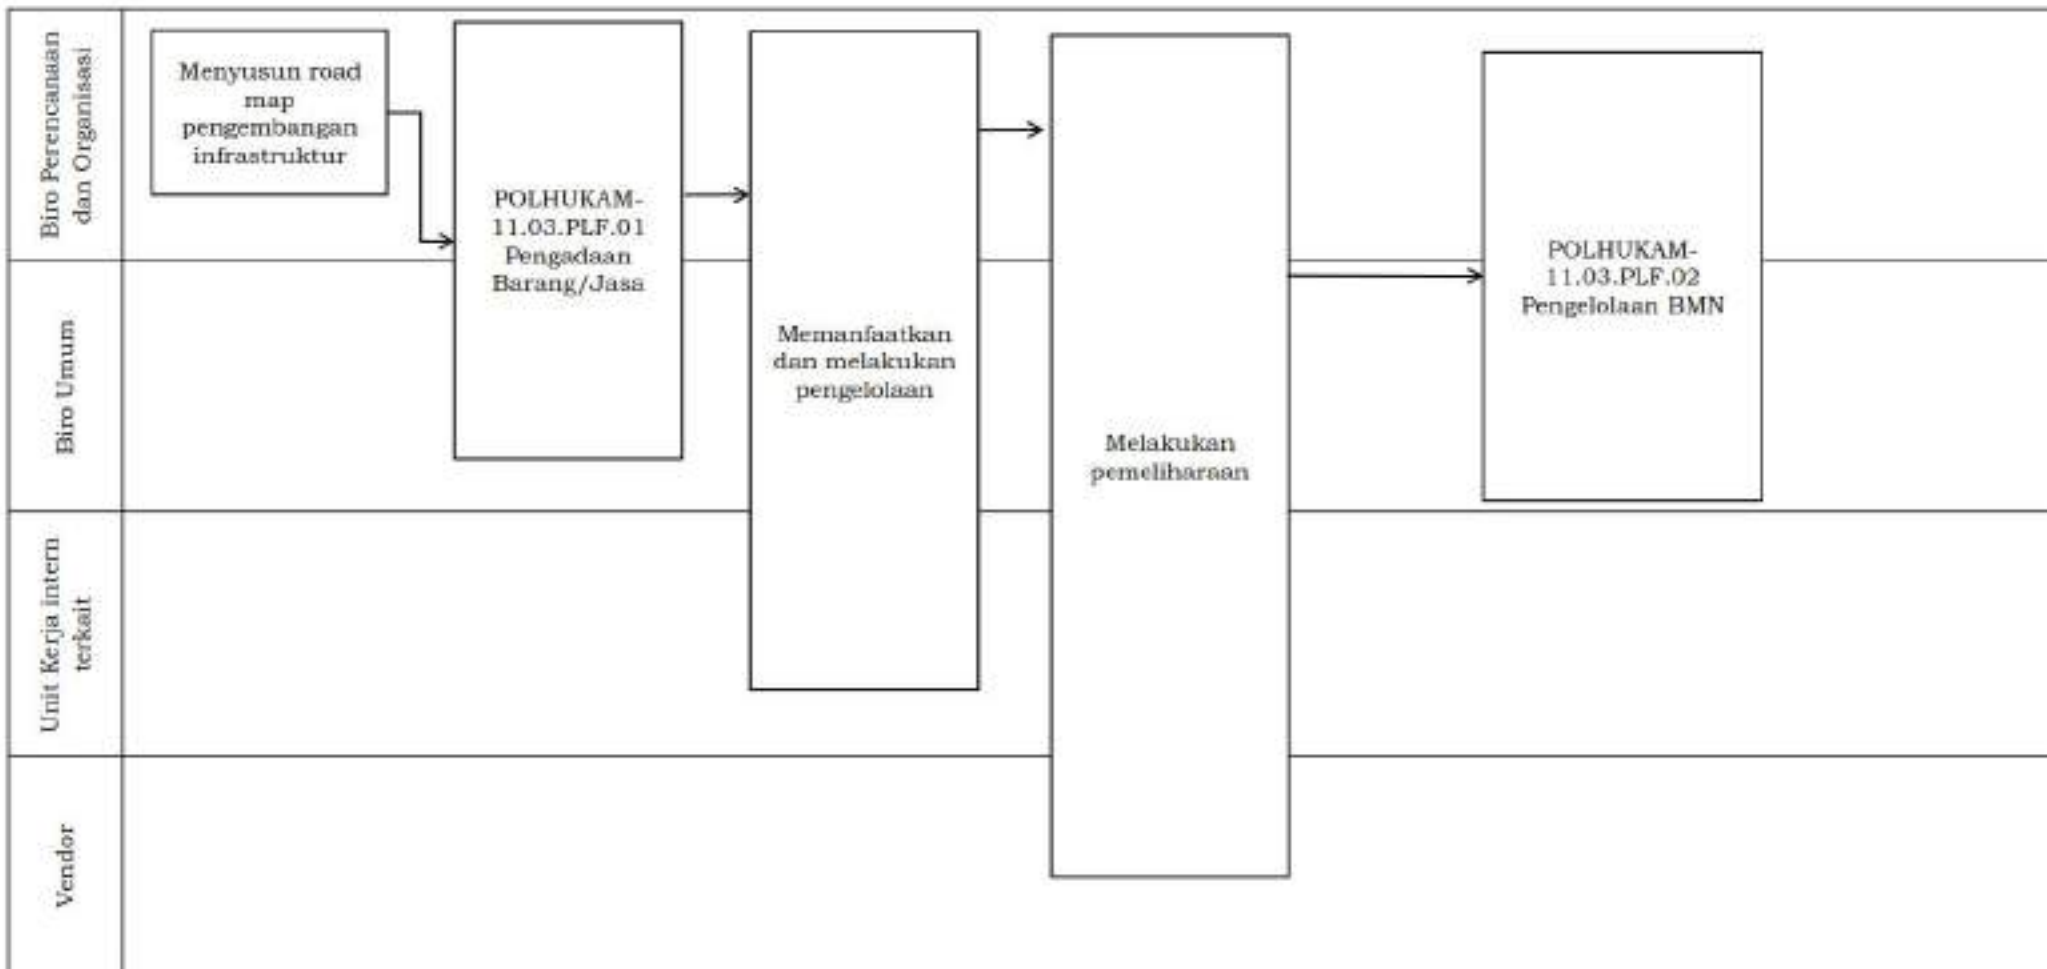 Biro Perencanaan
dan Organisasi
Menyusun road
map
pengembangan
infrastruktur
POLHUKAM-
11.03.PLF.01
Pengadaan
Barang/Jasa
POLHUKAM-
11.03.PLF.02
Pengelolaan BMN
Biro Umum
Memanfaatkan
dan melakukan
pengelolaan
Melakukan
pemeliharaan
Unit Kerja intern
terkait
Vendor